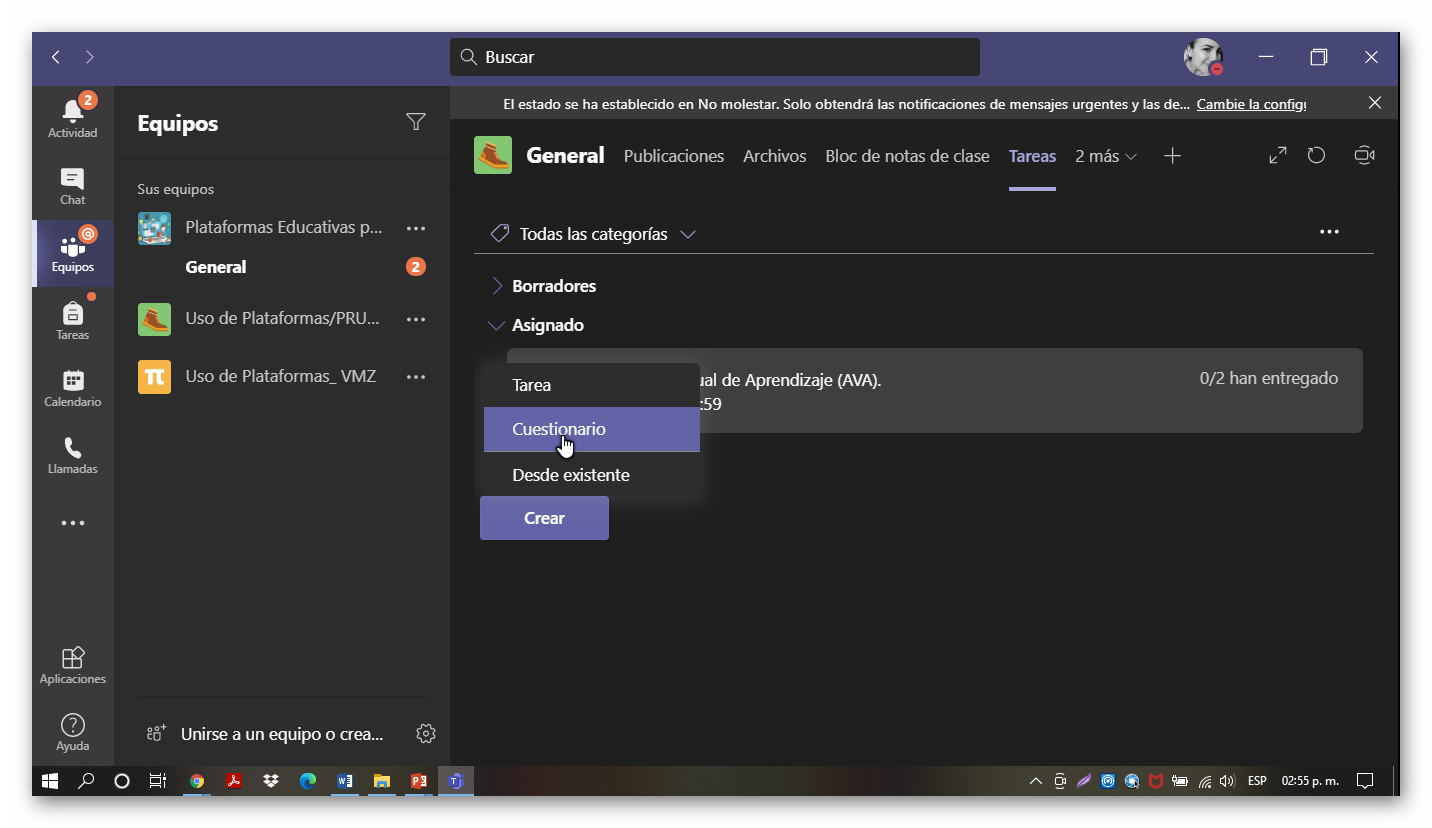 Buscar
El estado se ha establecido en No molestar. Solo obtendrá las notificaciones de mensajes urgentes y las de... Cambie la configu
2
Actividad
Chat
@
Equipos
Tareas
Calendario
Llamadas
Aplicaciones
Ayuda
Equipos
Sus equipos
Plataformas Educativas p...
General
2
Uso de Plataformas/PRU...
π
Uso de Plataformas_ VMZ
Unirse a un equipo o crea...
General
Publicaciones
Archivos
Bloc de notas de clase
Tareas
2 más
Todas las categorías
Borradores
Asignado
ual de Aprendizaje (AVA).
:59
0/2 han entregado
Tarea
Cuestionario
Desde existente
Crear
ESP
02:55 p. m.